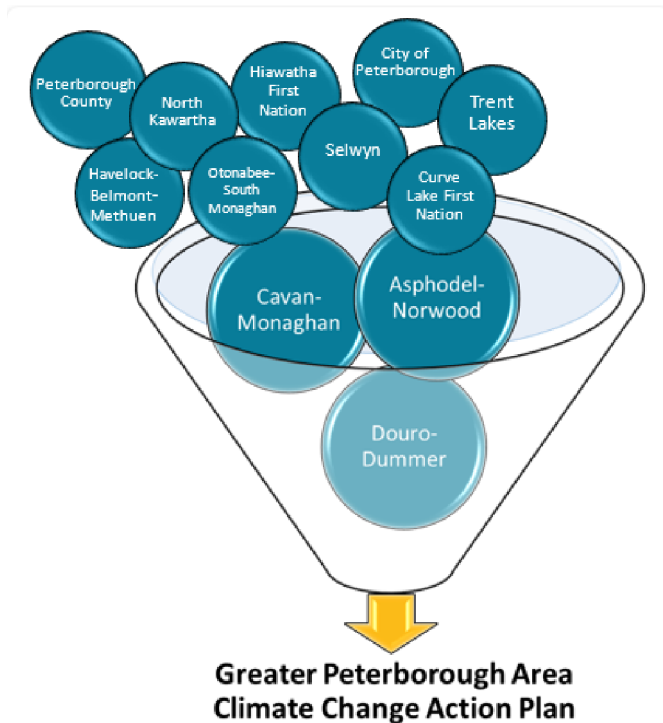 Peterborough
County
North
Kawartha
Hiawatha
First
Nation
City of
Peterborough
Trent
Lakes
Selwyn
Havelock-
Belmont-
Methuen
Otonabee-
South
Monaghan
Curve
Lake First
Nation
Cavan-
Monaghan
Asphodel-
Norwood
Douro-
Dummer
Greater Peterborough Area
Climate Change Action Plan